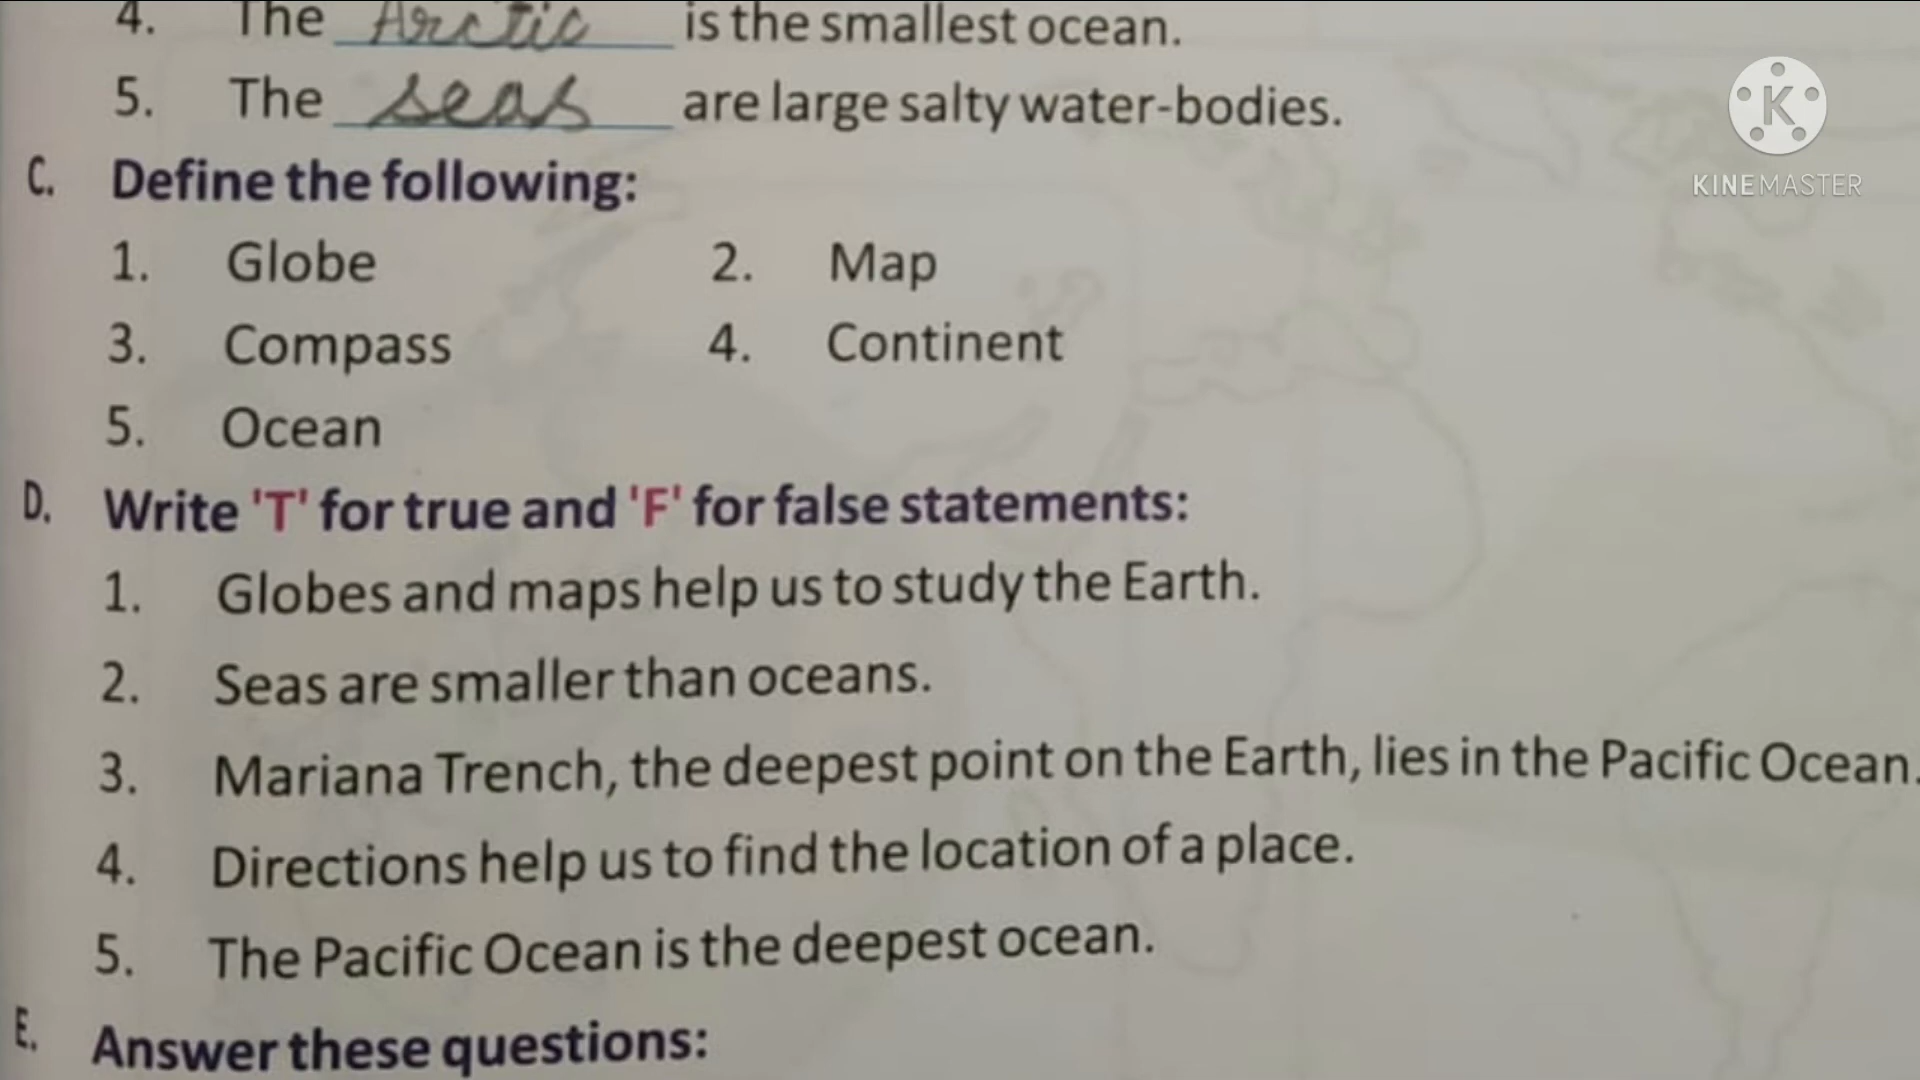 4. The Arctic is the smallest ocean.
5. The seas are large salty water-bodies.
KINEMASTER
C. Define the following:
1. Globe 2. Map
3. Compass 4. Continent
5. Ocean
D. Write 'T' for true and 'F' for false statements:
1. Globes and maps help us to study the Earth.
2. Seas are smaller than oceans.
3. Mariana Trench, the deepest point on the Earth, lies in the Pacific Ocean.
4. Directions help us to find the location of a place.
5. The Pacific Ocean is the deepest ocean.
E. Answer these questions: